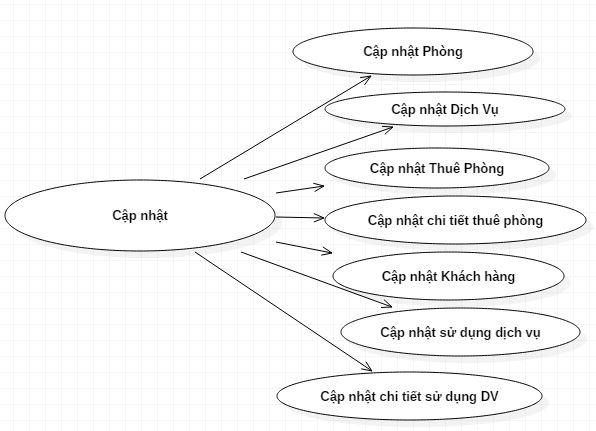 Cập nhật Phòng
Cập nhật Dịch Vụ
Cập nhật Thuê Phòng
Cập nhật
Cập nhật chi tiết thuê phòng
Cập nhật Khách hàng
Cập nhật sử dụng dịch vụ
Cập nhật chi tiết sử dụng DV